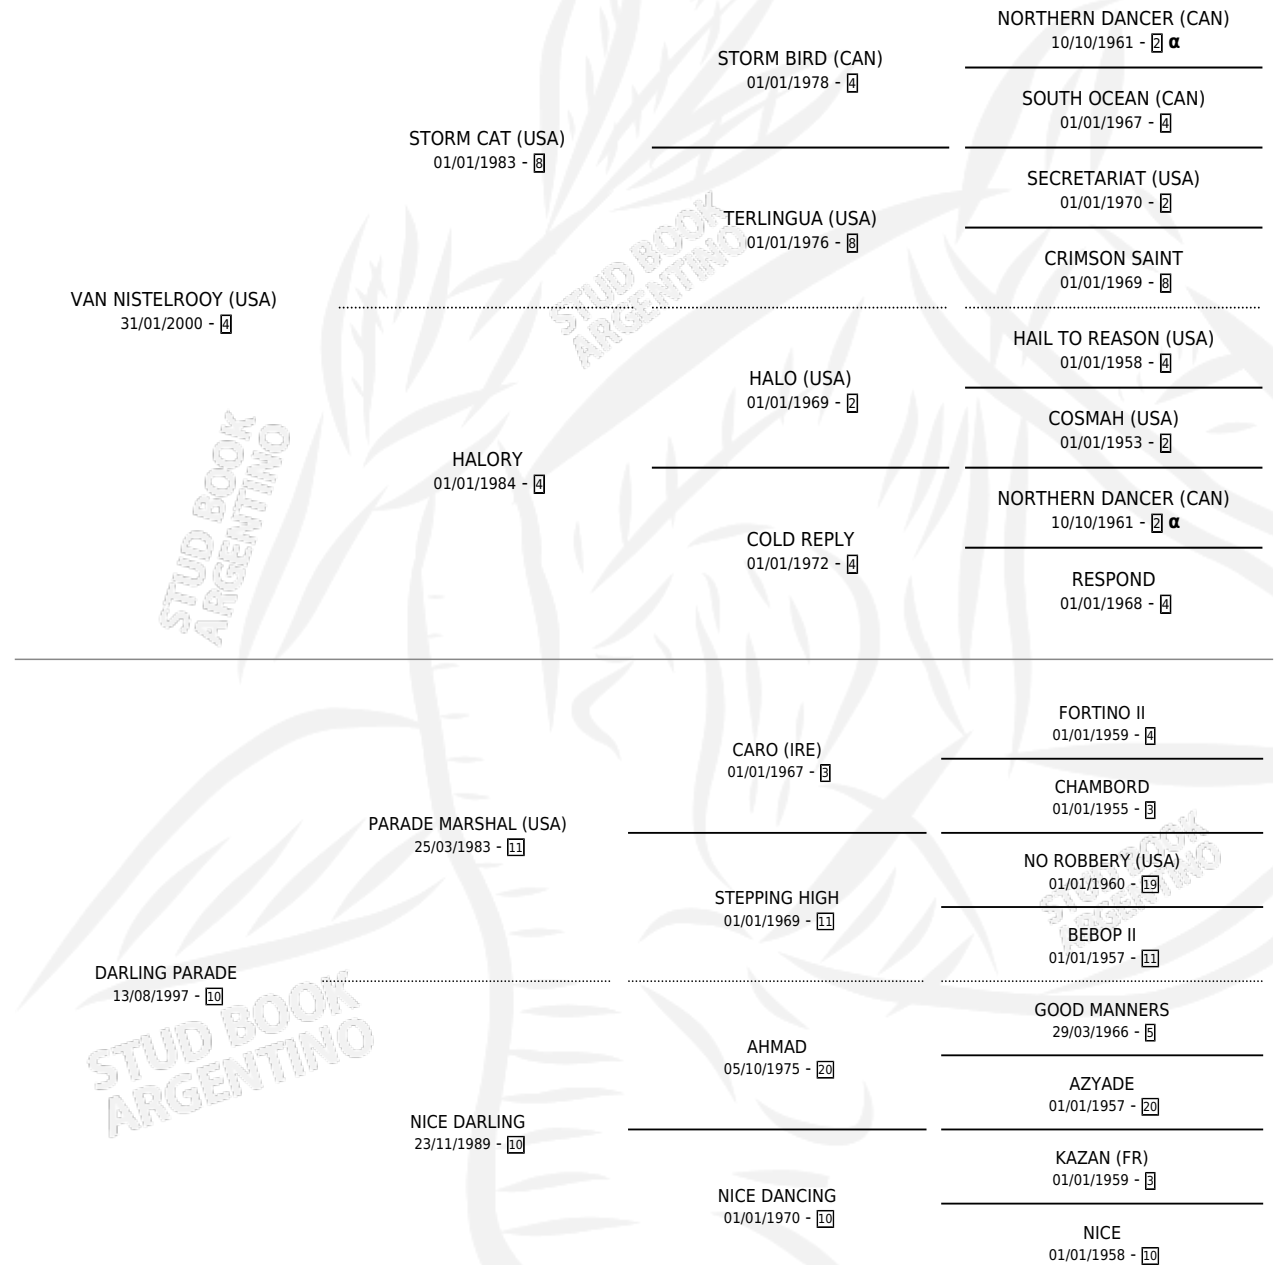 NORTHERN DANCER (CAN)
10/10/1961 - 2 α
STORM BIRD (CAN)
01/01/1978 - 4
SOUTH OCEAN (CAN)
01/01/1967 - 4
STORM CAT (USA)
01/01/1983 - 8
SECRETARIAT (USA)
01/01/1970 - 2
TERLINGUA (USA)
01/01/1976 - 8
CRIMSON SAINT
01/01/1969 - 8
VAN NISTELROOY (USA)
31/01/2000 - 4
HAIL TO REASON (USA)
01/01/1958 - 4
HALO (USA)
01/01/1969 - 2
COSMAH (USA)
01/01/1953 - 2
HALORY
01/01/1984 - 4
NORTHERN DANCER (CAN)
10/10/1961 - 2 α
COLD REPLY
01/01/1972 - 4
RESPOND
01/01/1968 - 4
FORTINO II
01/01/1959 - 4
CARO (IRE)
01/01/1967 - 3
CHAMBORD
01/01/1955 - 3
PARADE MARSHAL (USA)
25/03/1983 - 11
NO ROBBERY (USA)
01/01/1960 - 19
STEPPING HIGH
01/01/1969 - 11
BEBOP II
01/01/1957 - 11
DARLING PARADE
13/08/1997 - 10
GOOD MANNERS
29/03/1966 - 5
AHMAD
05/10/1975 - 20
AZYADE
01/01/1957 - 20
NICE DARLING
23/11/1989 - 10
KAZAN (FR)
01/01/1959 - 3
NICE DANCING
01/01/1970 - 10
NICE
01/01/1958 - 10
STUD BOOK
ARGENTINO
STUD BOOK
ARGENTINO
STUD BOOK
ARGENTINO
STUD BOOK
ARGENTINO